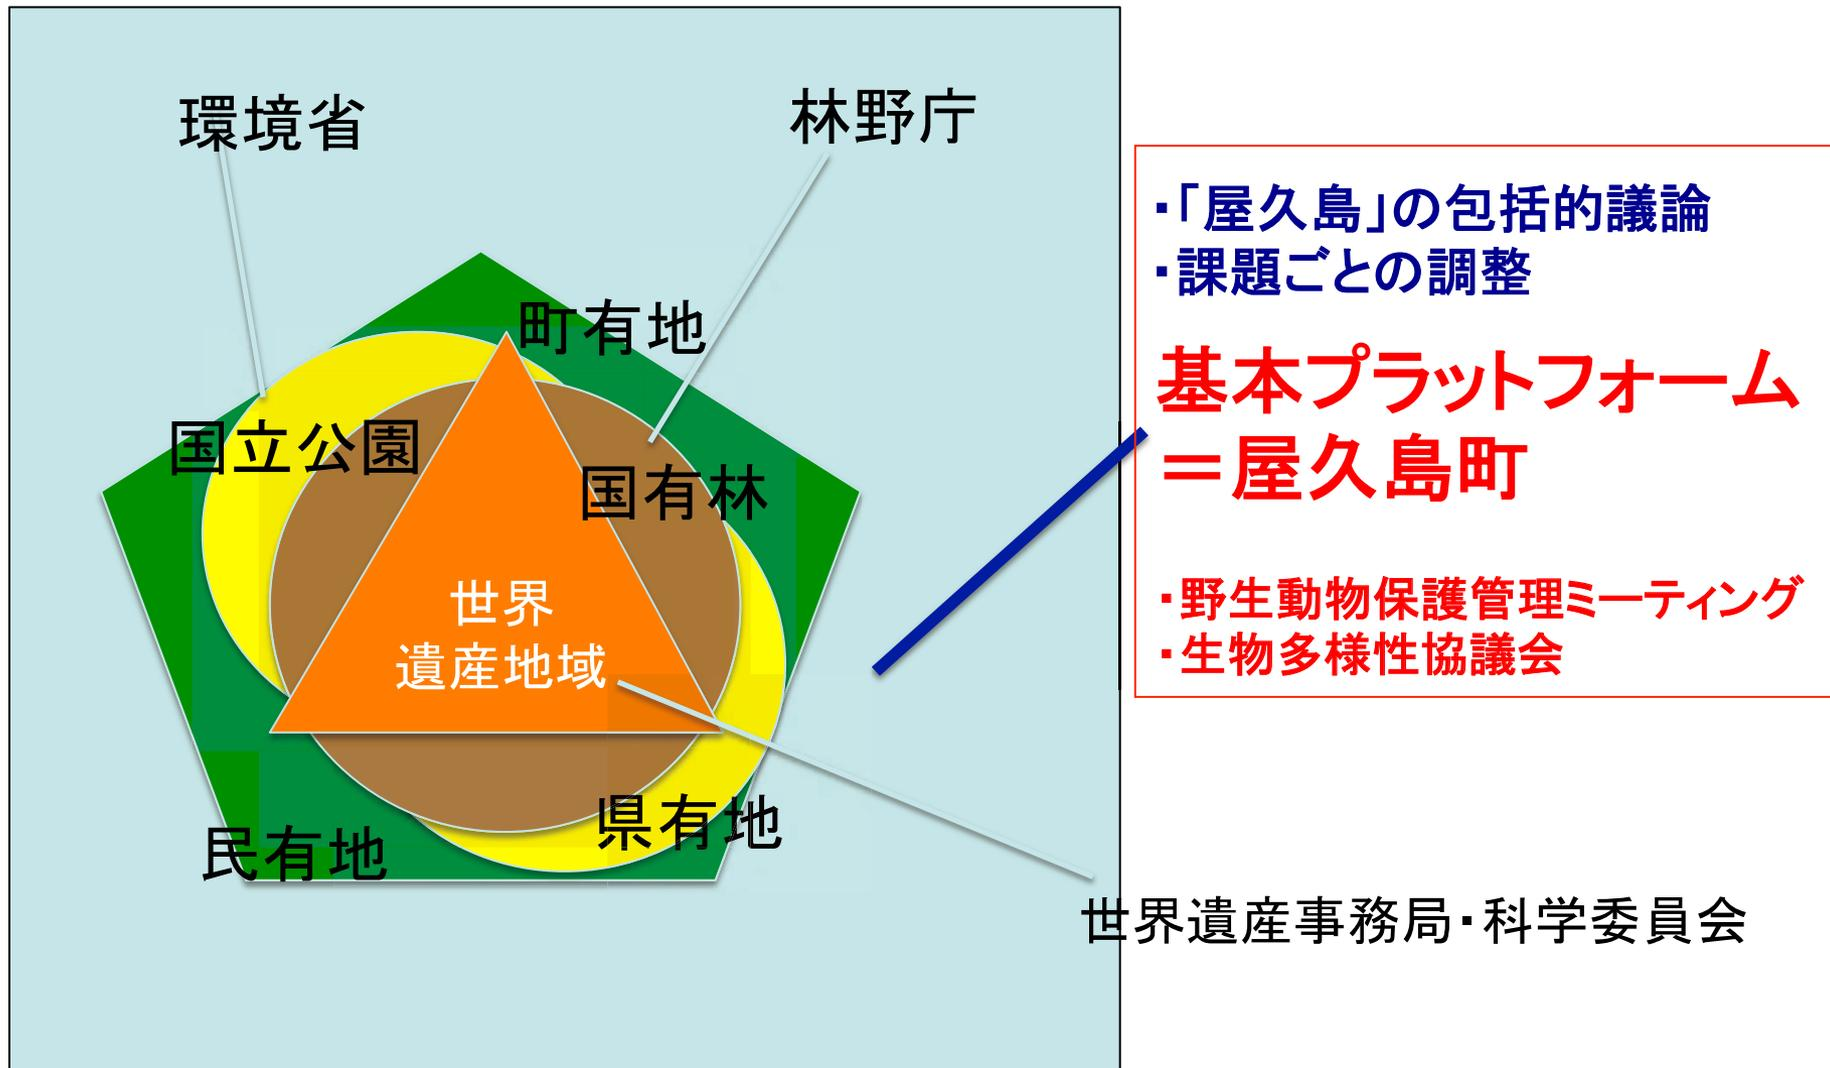 環境省
林野庁
町有地
国立公園
国有林
世界
遺産地域
県有地
民有地
・「屋久島」の包括的議論
・課題ごとの調整
基本プラットフォーム
＝屋久島町
・野生動物保護管理ミーティング
・生物多様性協議会
世界遺産事務局・科学委員会